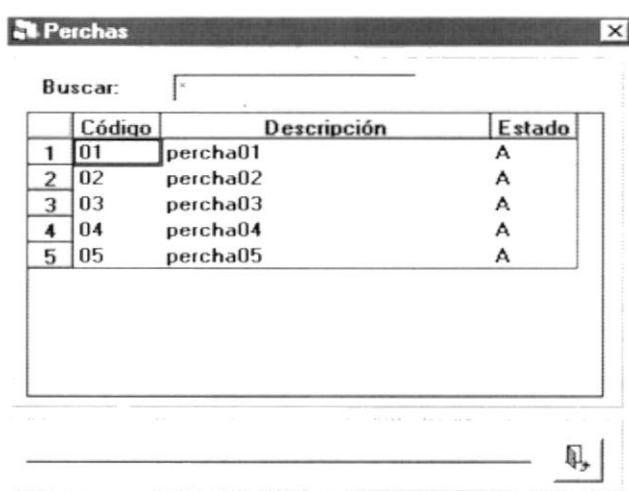 Perchas
Buscar: *
Código Descripción Estado
1 01 percha01 A
2 02 percha02 A
3 03 percha03 A
4 04 percha04 A
5 05 percha05 A